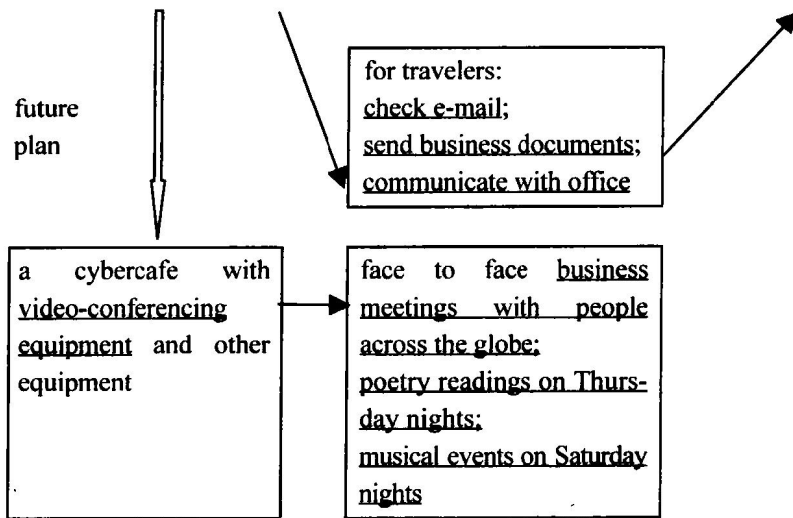 for travelers:
check e-mail;
send business documents;
communicate with office
future
plan
a cybercafe with
video-conferencing
equipment and other
equipment
face to face business
meetings with people
across the globe;
poetry readings on Thurs-
day nights;
musical events on Saturday
nights